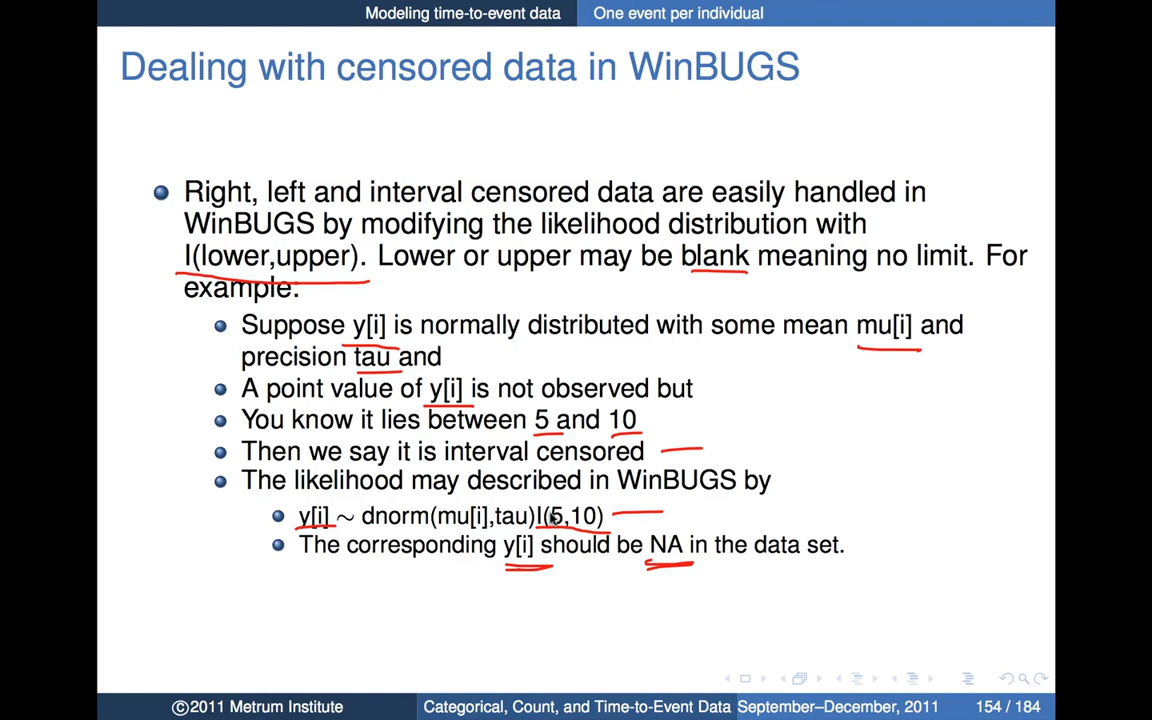 Modeling time-to-event data One event per individual
Dealing with censored data in WinBUGS
Right, left and interval censored data are easily handled in
WinBUGS by modifying the likelihood distribution with
I(lower,upper). Lower or upper may be blank meaning no limit. For
example:
Suppose y[i] is normally distributed with some mean mu[i] and
precision tau and
A point value of y[i] is not observed but
You know it lies between 5 and 10
Then we say it is interval censored
The likelihood may described in WinBUGS by
y[i] ∼ dnorm(mu[i],tau)I(5,10)
The corresponding y[i] should be NA in the data set.
©2011 Metrum Institute Categorical, Count, and Time-to-Event Data September–December, 2011 154 / 184